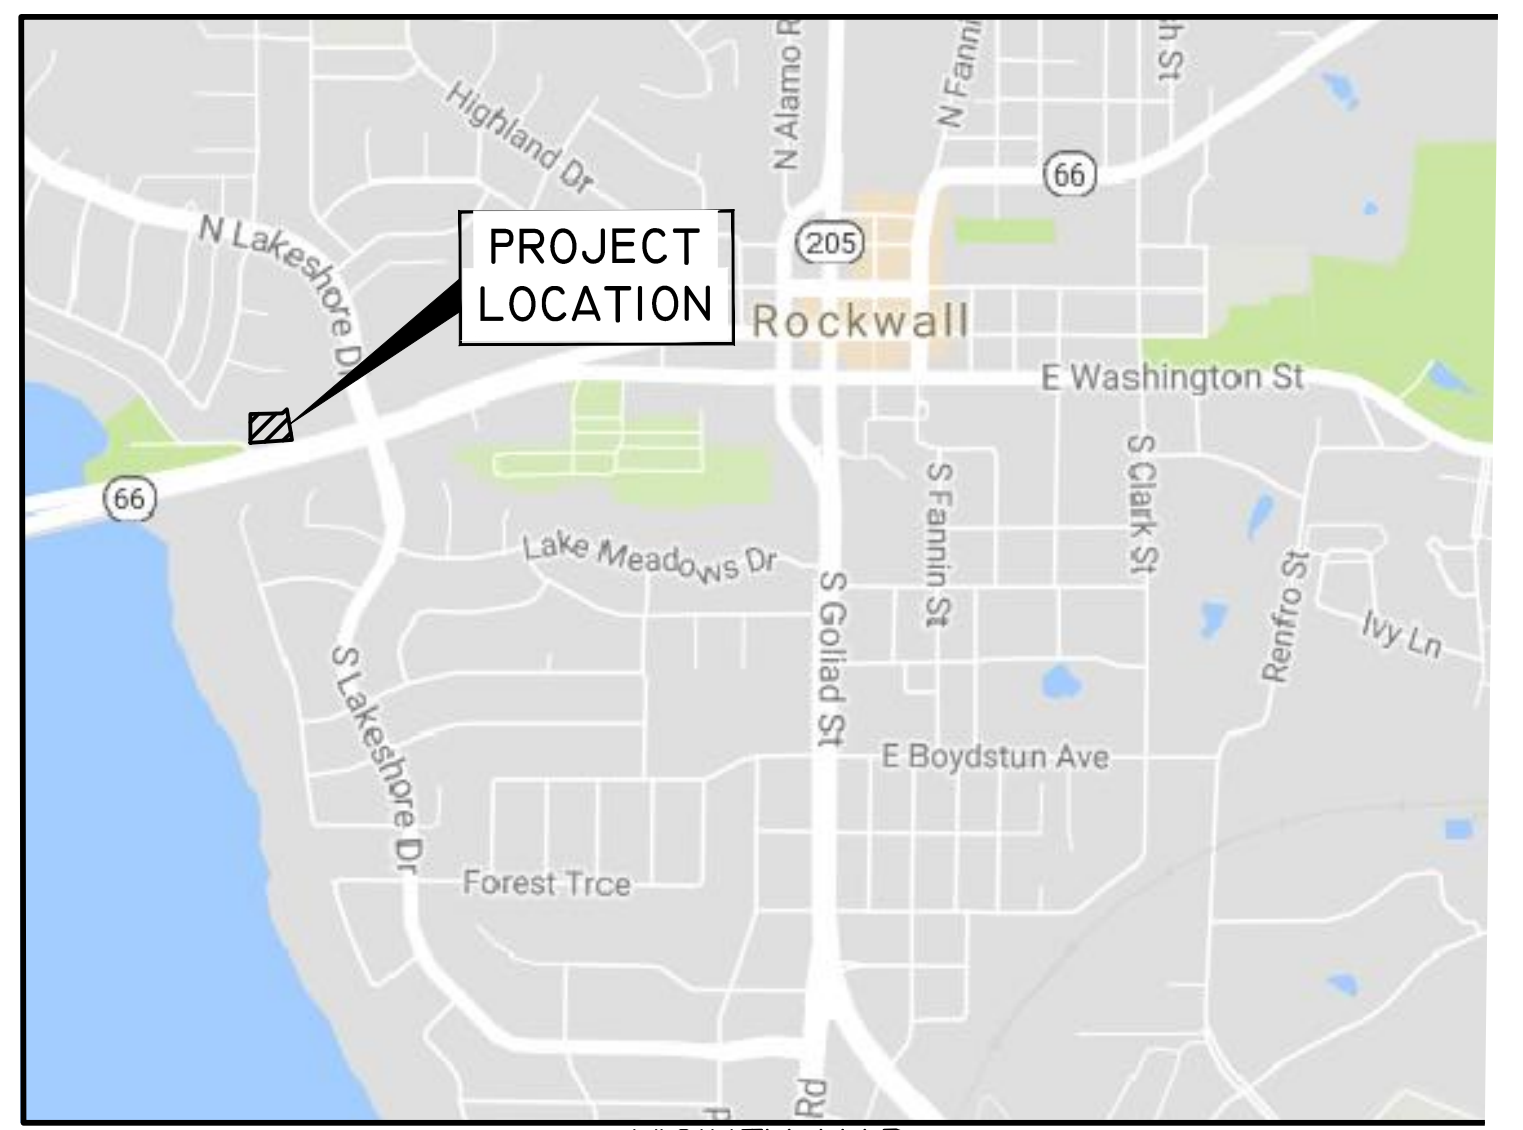 N Alamo R
N Fanni
h St
Highland Dr
66
N Lakeshore Dr
PROJECT
LOCATION
205
Rockwall
E Washington St
66
S Clark St
S Fannin St
Lake Meadows Dr
S Goliad St
Renfro St
Ivy Ln
S Lakeshore Dr
E Boydstun Ave
Forest Trce
Rd